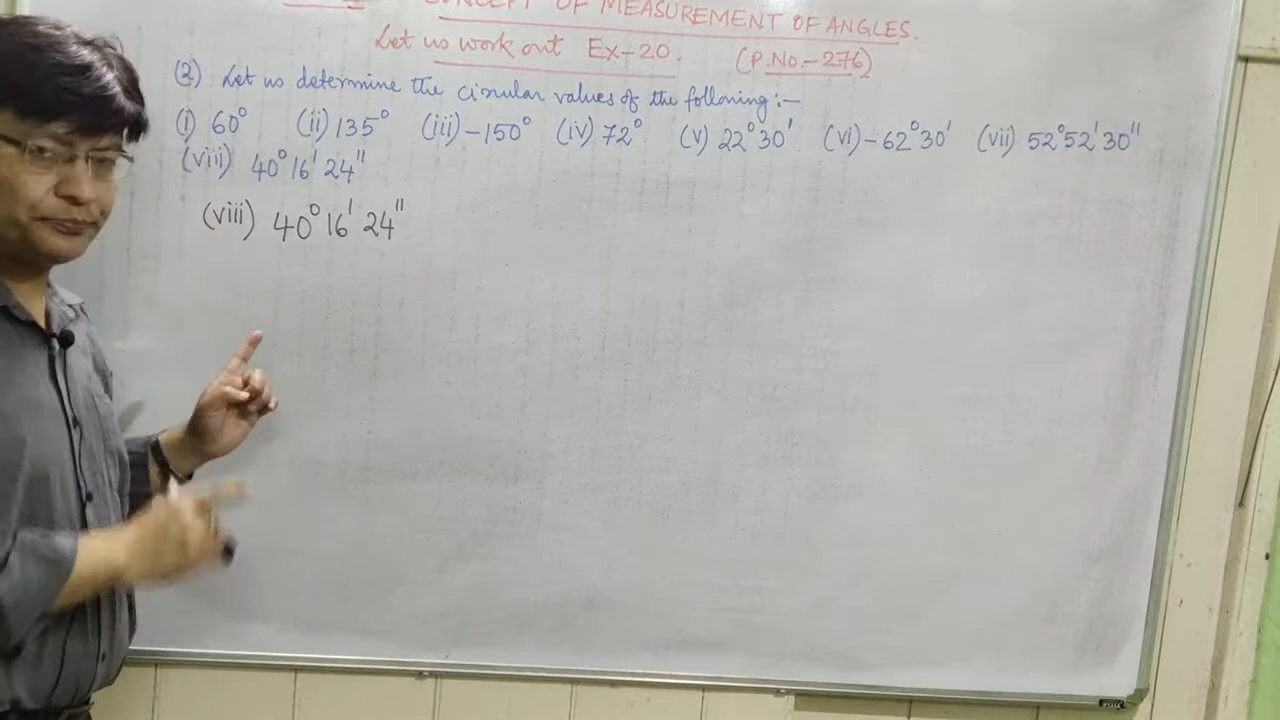 CONCEPT OF MEASUREMENT OF ANGLES.
Let us work out Ex-20. (P.No.-276)
(2) Let us determine the circular values of the following:-
(i) 60° (ii) 135° (iii) -150° (iv) 72° (v) 22°30' (vi) -62°30' (vii) 52°52'30"
(viii) 40°16'24"
(viii) 40°16'24"